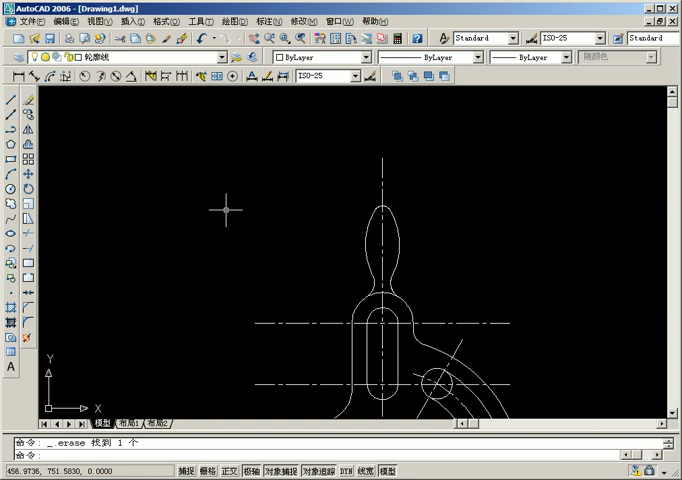 AutoCAD 2006 - [Drawing1.dwg]
文件(F) 编辑(E) 视图(V) 插入(I) 格式(O) 工具(T) 绘图(D) 标注(N) 修改(M) 窗口(W) 帮助(H)
Standard ISO-25 Standard
轮廓线 ByLayer ByLayer ByLayer 随颜色
ISO-25
Y
X
模型 布局1 布局2
命令: _.erase 找到 1 个
命令:
456.9736, 751.5830, 0.0000 捕捉 栅格 正交 极轴 对象捕捉 对象追踪 DYN 线宽 模型